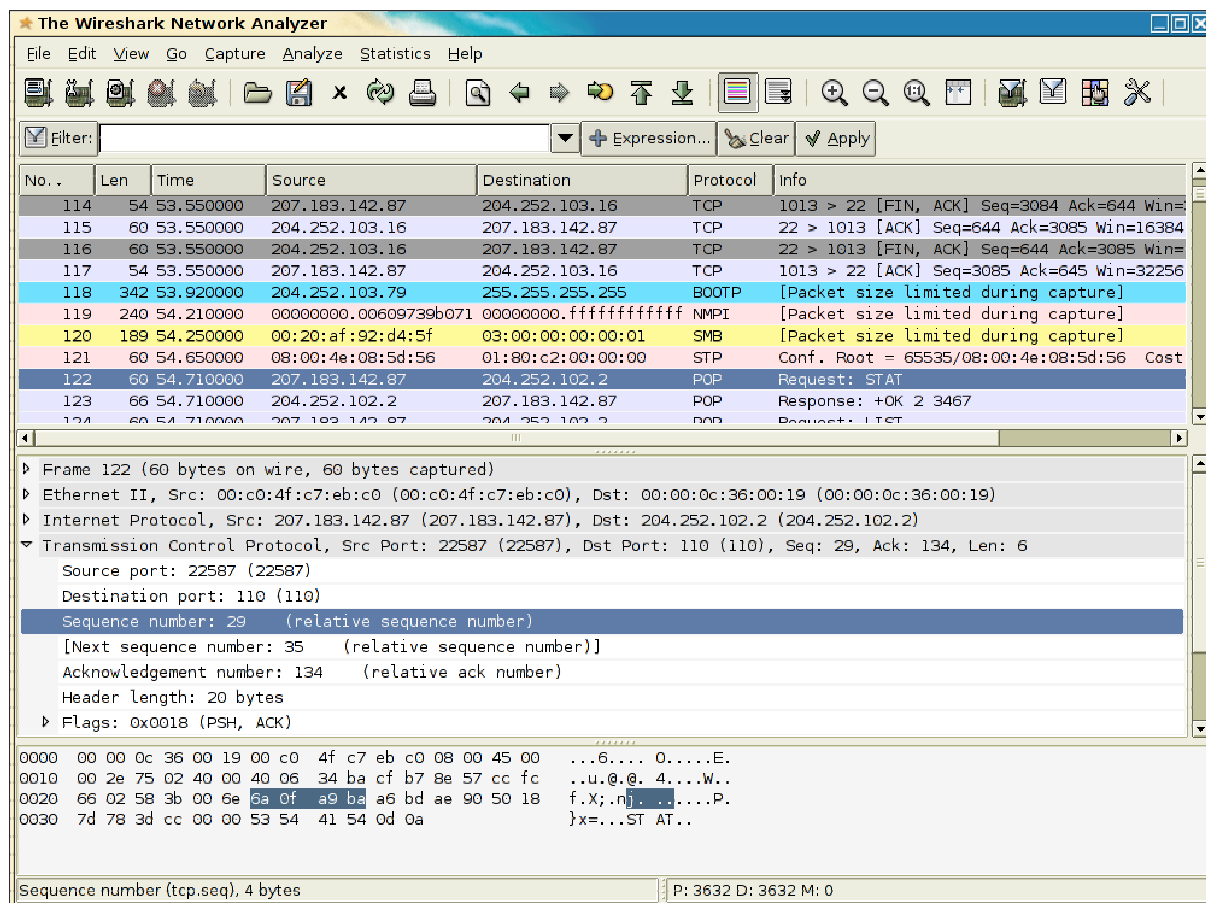 The Wireshark Network Analyzer
File Edit View Go Capture Analyze Statistics Help
Filter: Expression... Clear Apply
No. . Len Time Source Destination Protocol Info
114 54 53.550000 207.183.142.87 204.252.103.16 TCP 1013 > 22 [FIN, ACK] Seq=3084 Ack=644 Win=
115 60 53.550000 204.252.103.16 207.183.142.87 TCP 22 > 1013 [ACK] Seq=644 Ack=3085 Win=16384
116 60 53.550000 204.252.103.16 207.183.142.87 TCP 22 > 1013 [FIN, ACK] Seq=644 Ack=3085 Win=
117 54 53.550000 207.183.142.87 204.252.103.16 TCP 1013 > 22 [ACK] Seq=3085 Ack=645 Win=32256
118 342 53.920000 204.252.103.79 255.255.255.255 BOOTP [Packet size limited during capture]
119 240 54.210000 00000000.00609739b071 00000000.ffffffffffff NMPI [Packet size limited during capture]
120 189 54.250000 00:20:af:92:d4:5f 03:00:00:00:00:01 SMB [Packet size limited during capture]
121 60 54.650000 08:00:4e:08:5d:56 01:80:c2:00:00:00 STP Conf. Root = 65535/08:00:4e:08:5d:56 Cost
122 60 54.710000 207.183.142.87 204.252.102.2 POP Request: STAT
123 66 54.710000 204.252.102.2 207.183.142.87 POP Response: +OK 2 3467
124 60 54.710000 207.183.142.87 204.252.102.2 POP Request: LIST
Frame 122 (60 bytes on wire, 60 bytes captured)
Ethernet II, Src: 00:c0:4f:c7:eb:c0 (00:c0:4f:c7:eb:c0), Dst: 00:00:0c:36:00:19 (00:00:0c:36:00:19)
Internet Protocol, Src: 207.183.142.87 (207.183.142.87), Dst: 204.252.102.2 (204.252.102.2)
Transmission Control Protocol, Src Port: 22587 (22587), Dst Port: 110 (110), Seq: 29, Ack: 134, Len: 6
Source port: 22587 (22587)
Destination port: 110 (110)
Sequence number: 29 (relative sequence number)
[Next sequence number: 35 (relative sequence number)]
Acknowledgement number: 134 (relative ack number)
Header length: 20 bytes
Flags: 0x0018 (PSH, ACK)
0000 00 00 0c 36 00 19 00 c0 4f c7 eb c0 08 00 45 00 ...6.... O.....E.
0010 00 2e 75 02 40 00 40 06 34 ba cf b7 8e 57 cc fc ..u.@.@. 4....W..
0020 66 02 58 3b 00 6e 6a 0f a9 ba a6 bd ae 90 50 18 f.X;.nj. ......P.
0030 7d 78 3d cc 00 00 53 54 41 54 0d 0a }x=...ST AT..
Sequence number (tcp.seq), 4 bytes P: 3632 D: 3632 M: 0